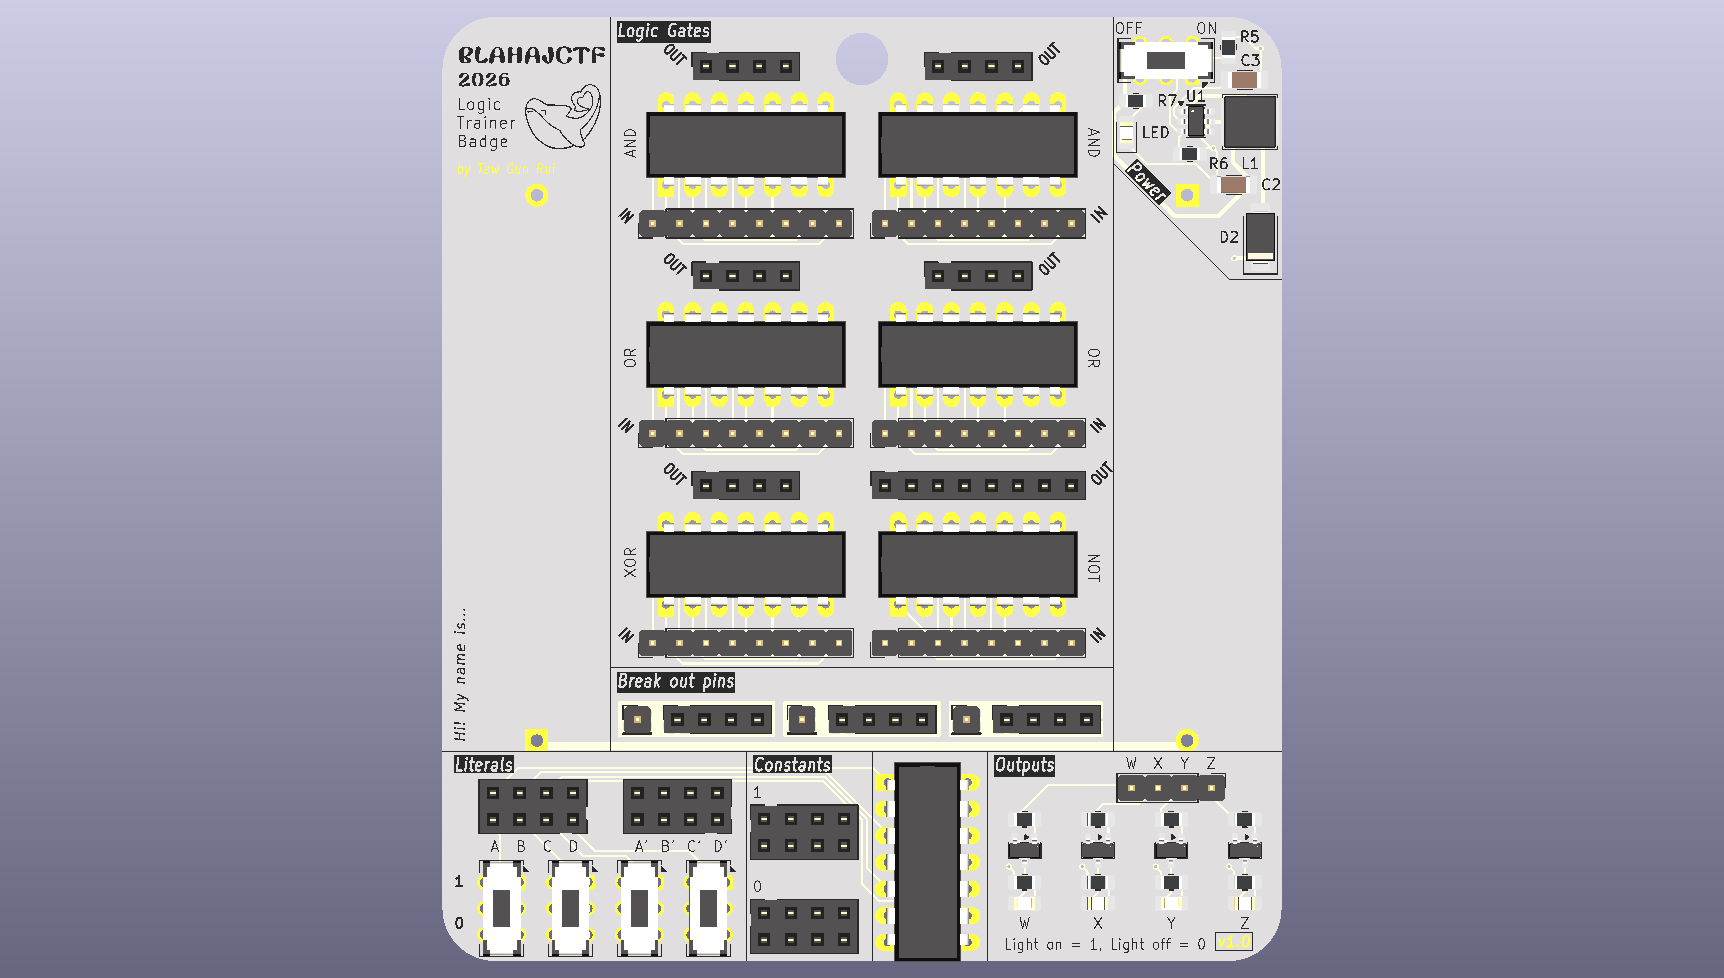 BLAHAJCTF
2026
Logic
Trainer
Badge
Hi! My name is...
Logic Gates
OUT
OUT
AND
AND
IN
IN
OUT
OUT
OR
OR
IN
IN
OUT
OUT
XOR
NOT
IN
IN
OFF ON
R5
C3
R7
U1
LED
R6 L1
Power
C2
D2
Break out pins
Literals
A B C D A' B' C' D'
1
0
Constants
1
0
Outputs
W X Y Z
W X Y Z
Light on = 1, Light off = 0
v1.0